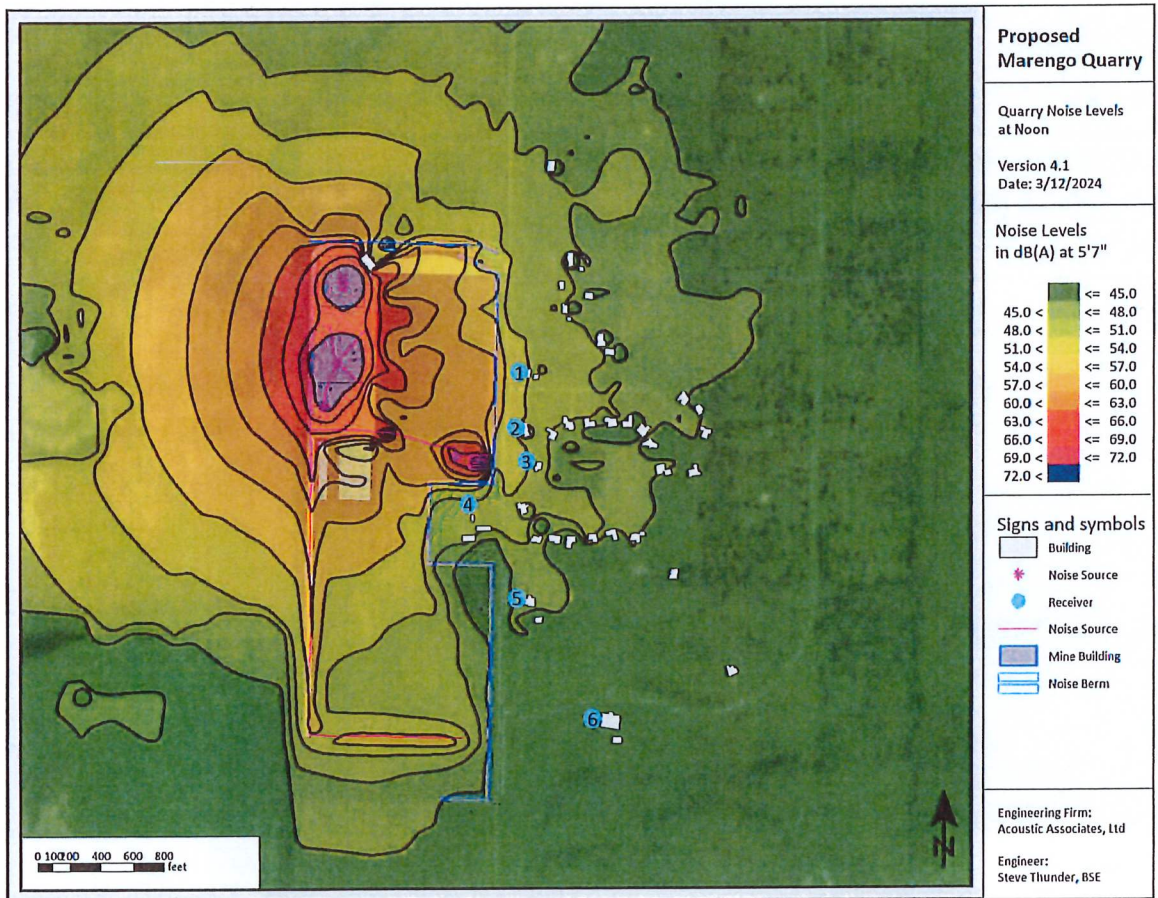 Proposed
Marengo Quarry
Quarry Noise Levels
at Noon
Version 4.1
Date: 3/12/2024
Noise Levels
in dB(A) at 5'7"
<= 45.0
45.0 < <= 48.0
48.0 < <= 51.0
51.0 < <= 54.0
54.0 < <= 57.0
57.0 < <= 60.0
60.0 < <= 63.0
63.0 < <= 66.0
66.0 < <= 69.0
69.0 < <= 72.0
72.0 <
Signs and symbols
Building
Noise Source
Receiver
Noise Source
Mine Building
Noise Berm
Engineering Firm:
Acoustic Associates, Ltd
Engineer:
Steve Thunder, BSE
1
2
3
4
5
6
0 100 200 400 600 800
feet
N